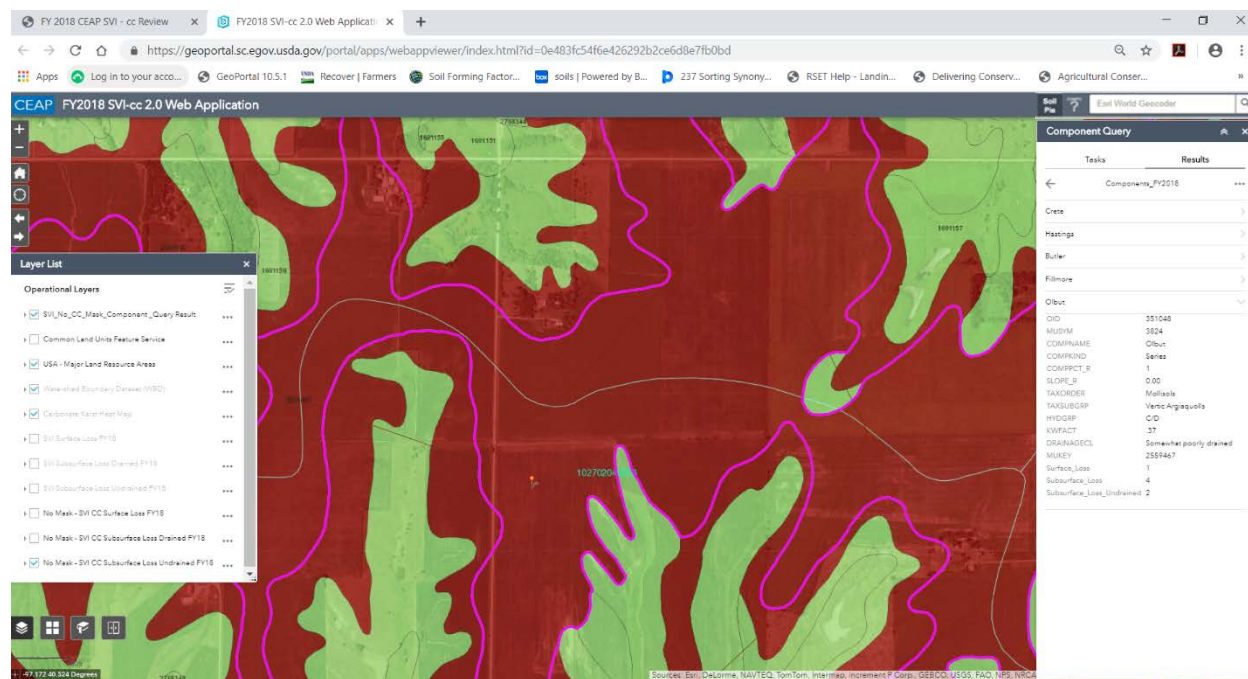 FY 2018 CEAP SVI - cc Review
FY2018 SVI-cc 2.0 Web Applicati
https://geoportal.sc.egov.usda.gov/portal/apps/webappviewer/index.html?id=0e483fc54f6e426292b2ce6d8e7fb0bd
Apps Log in to your acco... GeoPortal 10.5.1 Recover | Farmers Soil Forming Factor... box soils | Powered by B... 237 Sorting Synony... RSET Help - Landin... Delivering Conserv... Agricultural Conser...
CEAP FY2018 SVI-cc 2.0 Web Application
Soil Pie Esri World Geocoder
Component Query
Tasks Results
Components_FY2018
Crete
Hastings
Butler
Fillmore
Olbut
OID 351048
MUSYM 3824
COMPNAME Olbut
COMPKIND Series
COMPPCT_R 1
SLOPE_R 0.00
TAXORDER Mollisols
TAXSUBGRP Vertic Argiaquolls
HYDGRP C/D
KWFACT .37
DRAINAGECL Somewhat poorly drained
MUKEY 2559467
Surface_Loss 1
Subsurface_Loss 4
Subsurface_Loss_Undrained 2
1691155
1691151
1691157
Layer List
Operational Layers
SVI_No_CC_Mask_Component_Query Result
Common Land Units Feature Service
USA - Major Land Resource Areas
Watershed Boundary Dataset (WBD)
Carbonate Karst Heat Map
SVI Surface Loss FY18
SVI Subsurface Loss Drained FY18
SVI Subsurface Loss Undrained FY18
No Mask - SVI CC Surface Loss FY18
No Mask - SVI CC Subsurface Loss Drained FY18
No Mask - SVI CC Subsurface Loss Undrained FY18
-97.172 40.524 Degrees
Sources: Esri, DeLorme, NAVTEQ, TomTom, Intermap, increment P Corp., GEBCO, USGS, FAO, NPS, NRCA